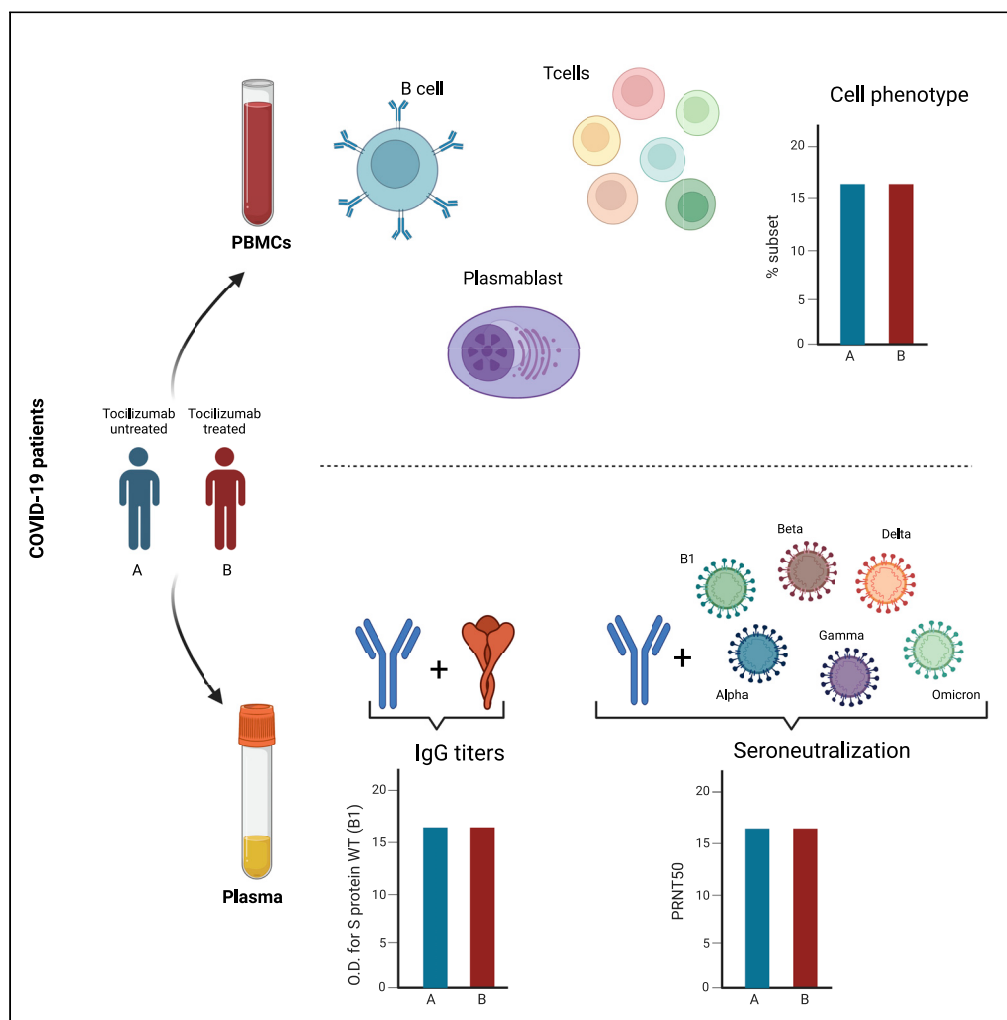 COVID-19 patients
PBMCs
B cell
Tcells
Plasmablast
Cell phenotype
% subset
20
15
10
5
0
A
B
Tocilizumab
untreated
Tocilizumab
treated
A
B
Plasma
+
IgG titers
O.D. for S protein WT (B1)
20
15
10
5
0
A
B
+
B1
Beta
Delta
Alpha
Gamma
Omicron
Seroneutralization
PRNT50
20
15
10
5
0
A
B